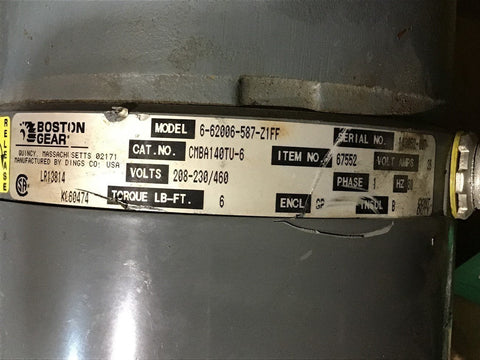 RELEASE
BOSTON GEAR®
QUINCY, MASSACHUSETTS 02171
MANUFACTURED BY DINGS CO. USA
LR13814
KL60474
MODEL 6-62006-587-Z1FF
SERIAL NO.
CAT.NO. CMBA140TU-6 ITEM NO. 67552 VOLT AMPS
VOLTS 208-230/460 PHASE 1 HZ
TORQUE LB-FT. 6 ENCL GP INSUL B